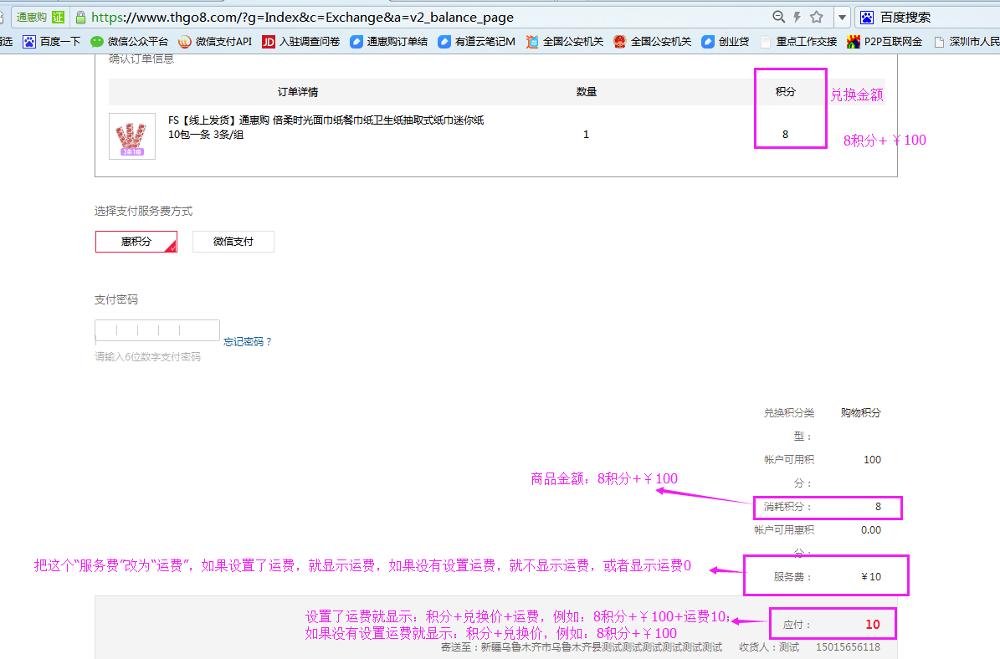 通惠购 证 https://www.thgo8.com/?g=Index&c=Exchange&a=v2_balance_page 百度搜索
百度一下 微信公众平台 微信支付API JD 入驻调查问卷 通惠购订单结 有道云笔记M 全国公安机关 全国公安机关 创业贷 重点工作交接 P2P互联网金 深圳市人民
确认订单信息
订单详情 数量 积分 兑换金额
FS【线上发货】通惠购 倍柔时光面巾纸餐巾纸卫生纸抽取式纸巾迷你纸
10包一条 3条/组 1 8 8积分+￥100
选择支付服务费方式
惠积分 微信支付
支付密码
忘记密码？
请输入6位数字支付密码
兑换积分类 购物积分
型：
帐户可用积 100
分：
商品金额：8积分+￥100
消耗积分： 8
帐户可用惠积 0.00
分：
把这个“服务费”改为“运费”，如果设置了运费，就显示运费，如果没有设置运费，就不显示运费，或者显示运费0
服务费： ￥10
设置了运费就显示：积分+兑换价+运费，例如：8积分+￥100+运费10；
应付： 10
如果没有设置运费就显示：积分+兑换价，例如：8积分+￥100
寄送至：新疆乌鲁木齐市乌鲁木齐县测试测试测试测试测试测试 收货人：测试 15015656118